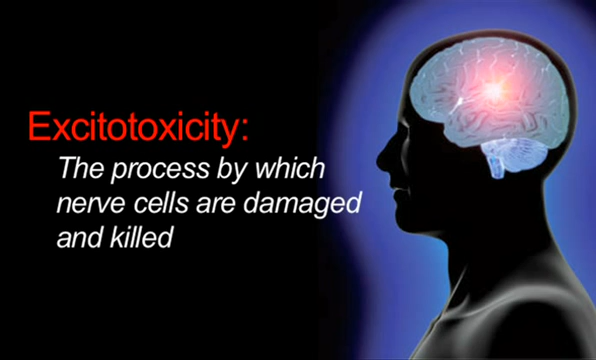 Excitotoxicity:
The process by which
nerve cells are damaged
and killed